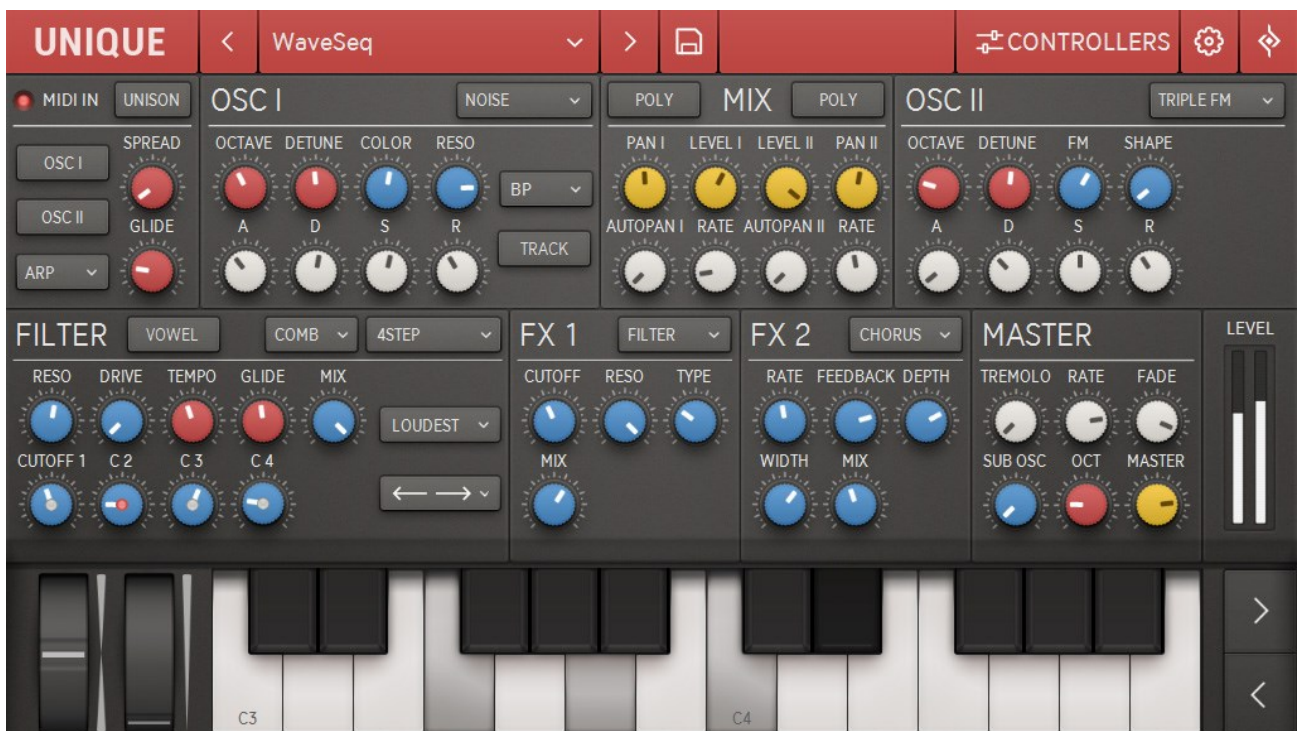 UNIQUE WaveSeq CONTROLLERS
MIDI IN UNISON OSC I NOISE POLY MIX POLY OSC II TRIPLE FM
SPREAD OCTAVE DETUNE COLOR RESO PAN I LEVEL I LEVEL II PAN II OCTAVE DETUNE FM SHAPE
OSC I
BP
OSC II GLIDE A D S R AUTOPAN I RATE AUTOPAN II RATE A D S R
TRACK
ARP
FILTER VOWEL COMB 4STEP FX 1 FILTER FX 2 CHORUS MASTER LEVEL
RESO DRIVE TEMPO GLIDE MIX CUTOFF RESO TYPE RATE FEEDBACK DEPTH TREMOLO RATE FADE
LOUDEST
CUTOFF 1 C 2 C 3 C 4 MIX WIDTH MIX SUB OSC OCT MASTER
C3 C4